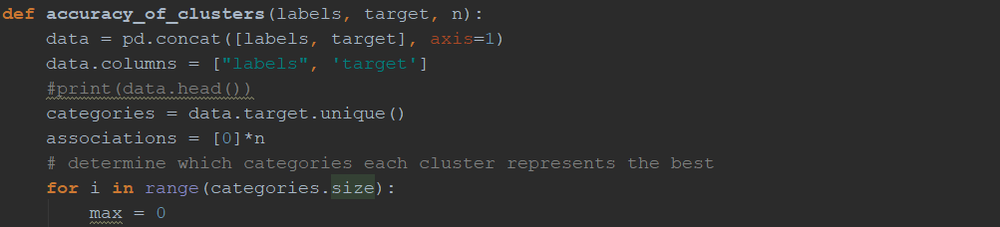 def accuracy_of_clusters(labels, target, n):
    data = pd.concat([labels, target], axis=1)
    data.columns = ["labels", 'target']
    #print(data.head())
    categories = data.target.unique()
    associations = [0]*n
    # determine which categories each cluster represents the best
    for i in range(categories.size):
        max = 0